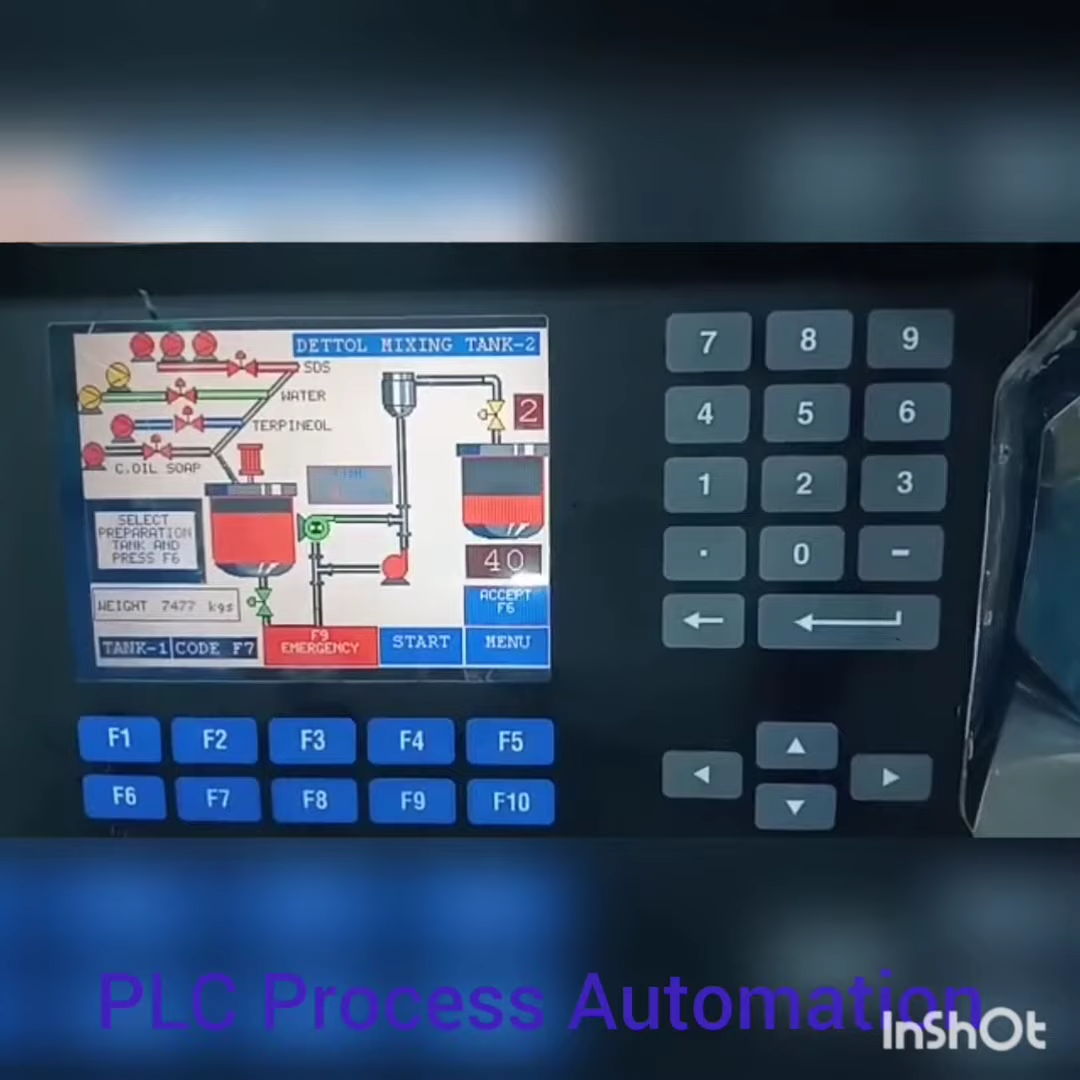 DETTOL MIXING TANK-2
SDS
WATER
TERPINEOL
C.OIL SOAP
2
SELECT
PREPARATION
TANK AND
PRESS F6
40
WEIGHT 7477 kgs
ACCEPT
F6
TANK-1
CODE F7
F9
EMERGENCY
START
MENU
7 8 9
4 5 6
1 2 3
. 0 -
F1 F2 F3 F4 F5
F6 F7 F8 F9 F10
PLC Process Automation
InShOt